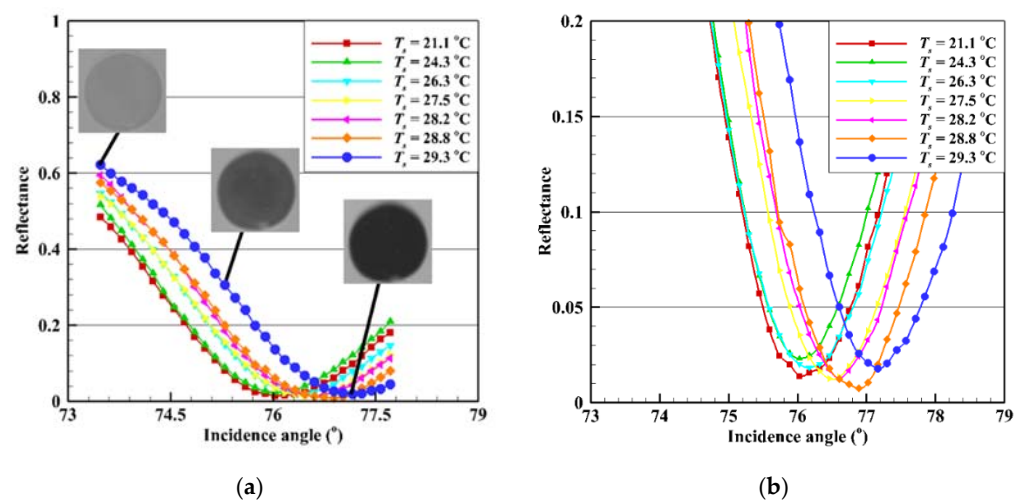 1
0.8
0.6
0.4
0.2
0
Reflectance
73
74.5
76
77.5
79
Incidence angle (°)
Tₛ = 21.1 °C
Tₛ = 24.3 °C
Tₛ = 26.3 °C
Tₛ = 27.5 °C
Tₛ = 28.2 °C
Tₛ = 28.8 °C
Tₛ = 29.3 °C
(a)
0.2
0.15
0.1
0.05
0
Reflectance
73
74
75
76
77
78
79
Incidence angle (°)
Tₛ = 21.1 °C
Tₛ = 24.3 °C
Tₛ = 26.3 °C
Tₛ = 27.5 °C
Tₛ = 28.2 °C
Tₛ = 28.8 °C
Tₛ = 29.3 °C
(b)